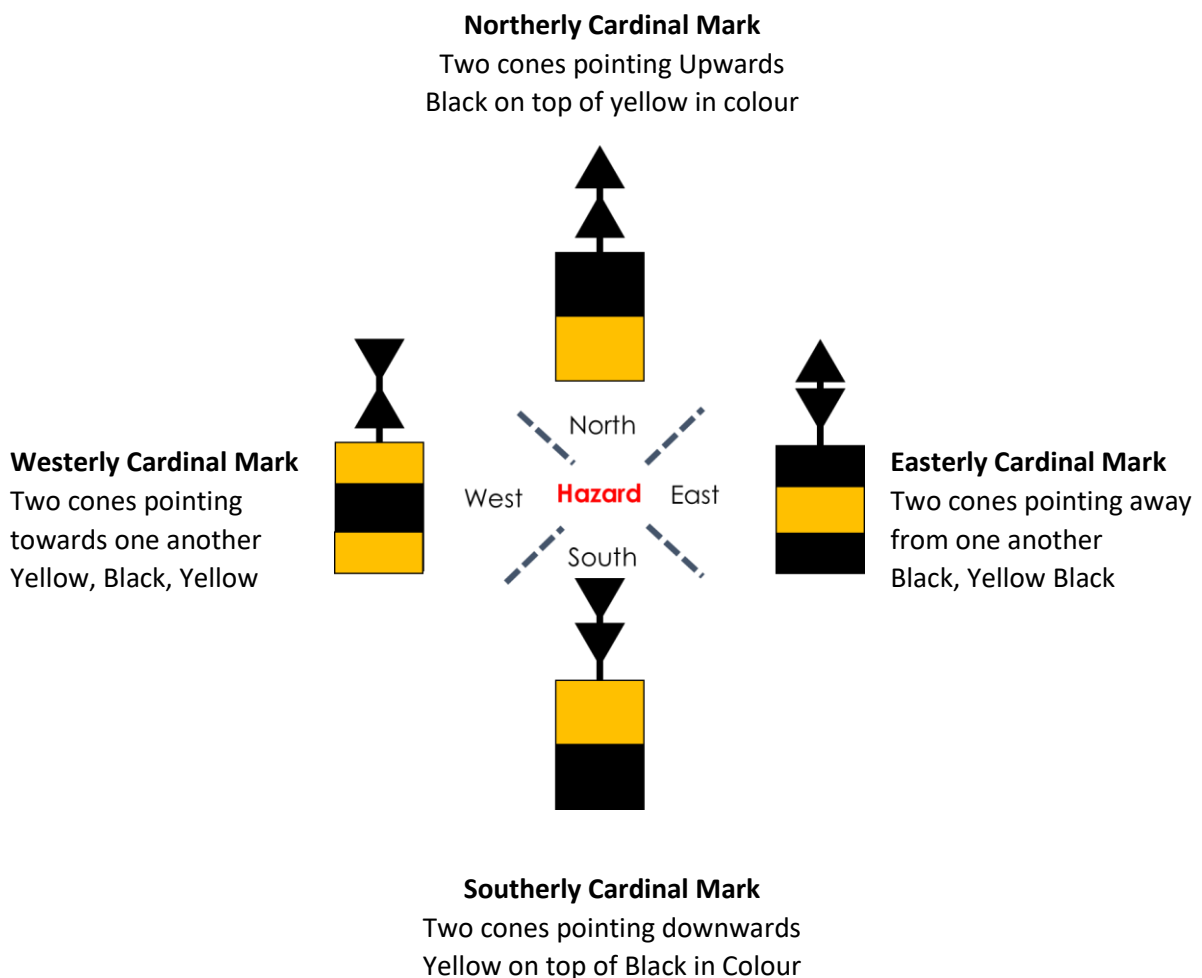 Northerly Cardinal Mark
Two cones pointing Upwards
Black on top of yellow in colour
North
Westerly Cardinal Mark
Two cones pointing
towards one another
Yellow, Black, Yellow
West
Hazard
East
Easterly Cardinal Mark
Two cones pointing away
from one another
Black, Yellow Black
South
Southerly Cardinal Mark
Two cones pointing downwards
Yellow on top of Black in Colour